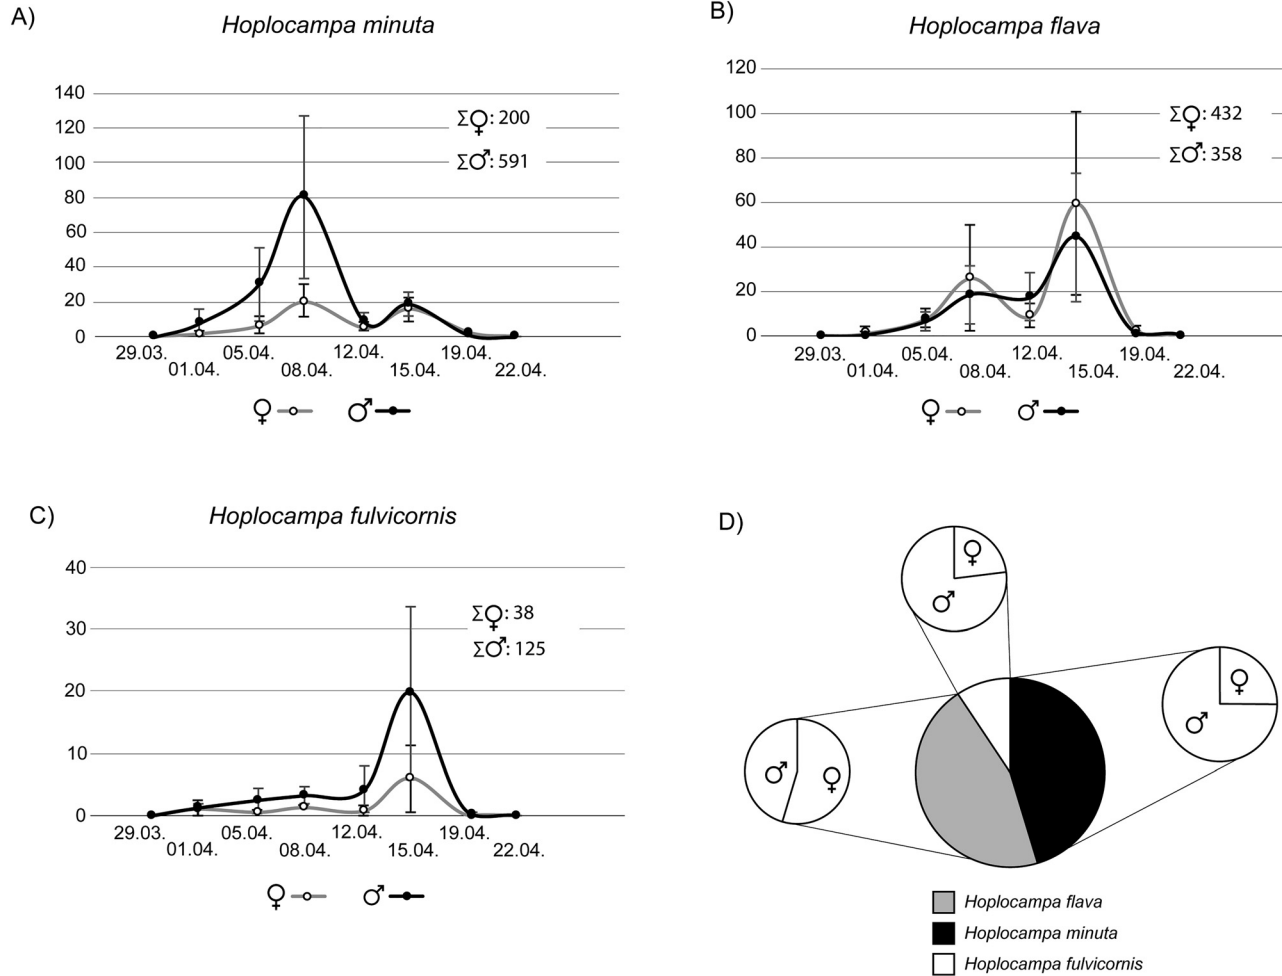 A)
Hoplocampa minuta
140
120
100
80
60
40
20
0
∑♀: 200
∑♂: 591
29.03. 05.04. 12.04. 19.04.
01.04. 08.04. 15.04. 22.04.
♀ ♂
B)
Hoplocampa flava
120
100
80
60
40
20
0
∑♀: 432
∑♂: 358
29.03. 05.04. 12.04. 19.04.
01.04. 08.04. 15.04. 22.04.
♀ ♂
C)
Hoplocampa fulvicornis
40
30
20
10
0
∑♀: 38
∑♂: 125
29.03. 05.04. 12.04. 19.04.
01.04. 08.04. 15.04. 22.04.
♀ ♂
D)
♀
♂
♀
♂
♂ ♀
Hoplocampa flava
Hoplocampa minuta
Hoplocampa fulvicornis